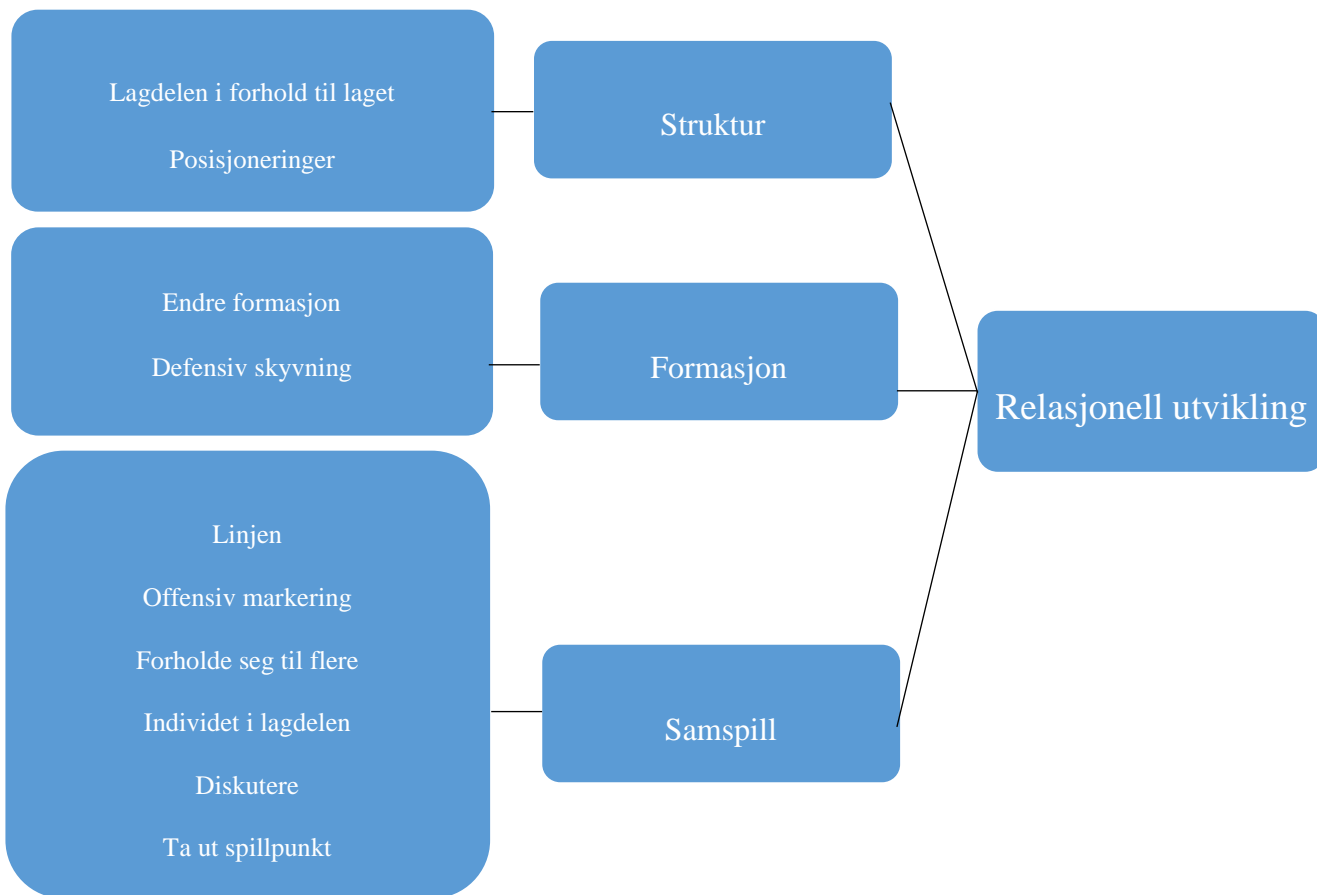 Lagdelen i forhold til laget
Posisjoneringer
Struktur
Endre formasjon
Defensiv skyvning
Formasjon
Relasjonell utvikling
Linjen
Offensiv markering
Forholde seg til flere
Individet i lagdelen
Diskutere
Ta ut spillpunkt
Samspill